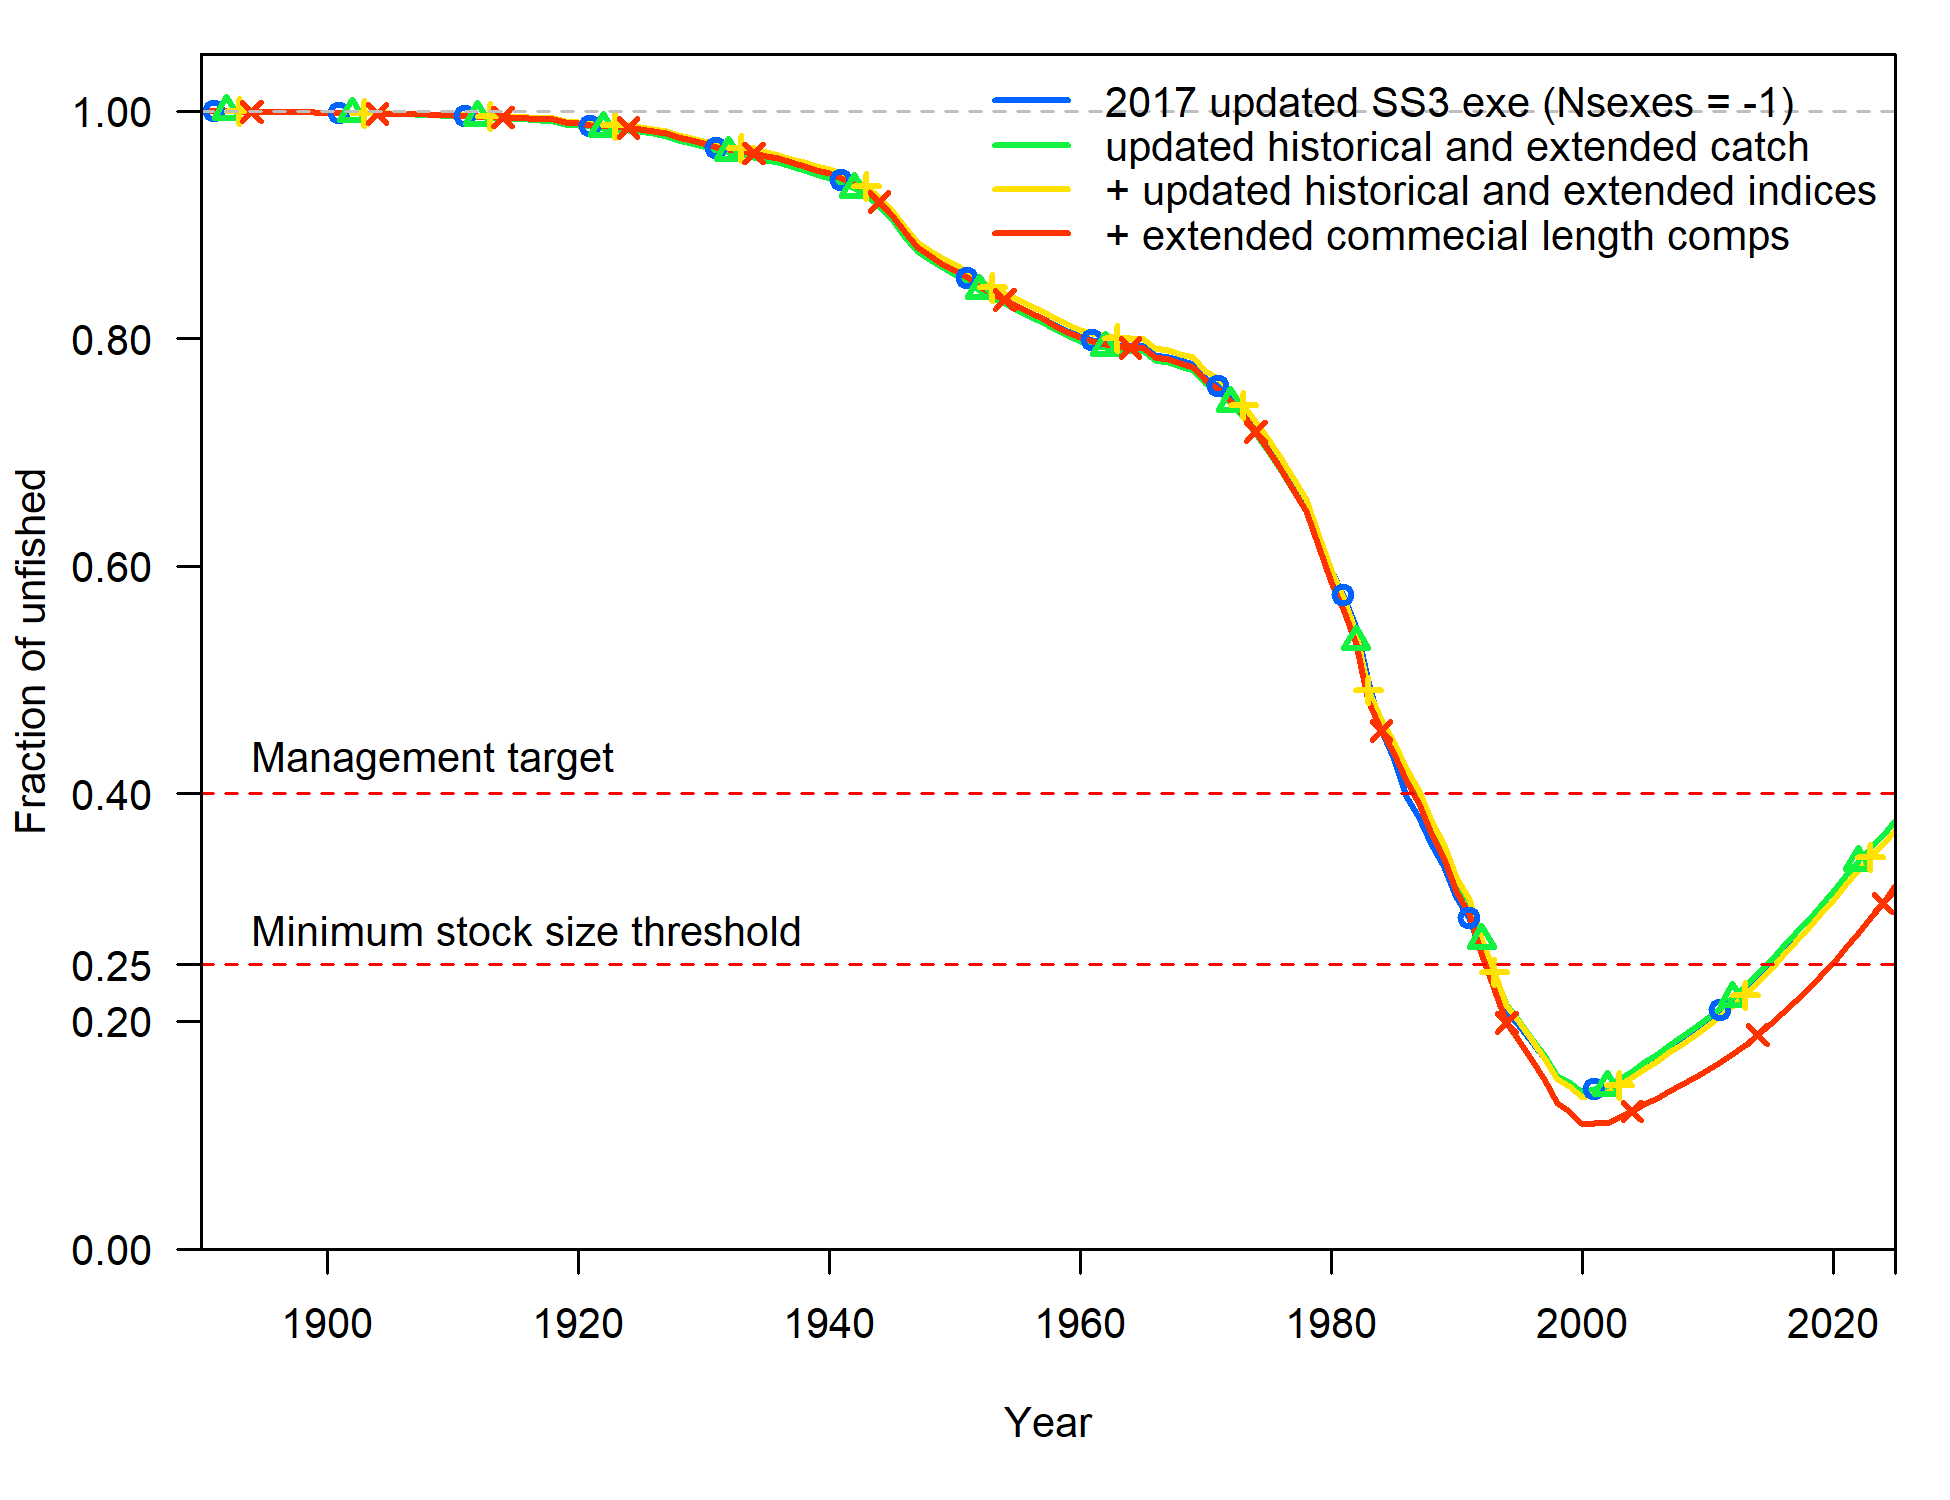 2017 updated SS3 exe (Nsexes = -1)
updated historical and extended catch
+ updated historical and extended indices
+ extended commecial length comps
1.00
0.80
0.60
0.40
0.25
0.20
0.00
Fraction of unfished
Management target
Minimum stock size threshold
1900
1920
1940
1960
1980
2000
2020
Year